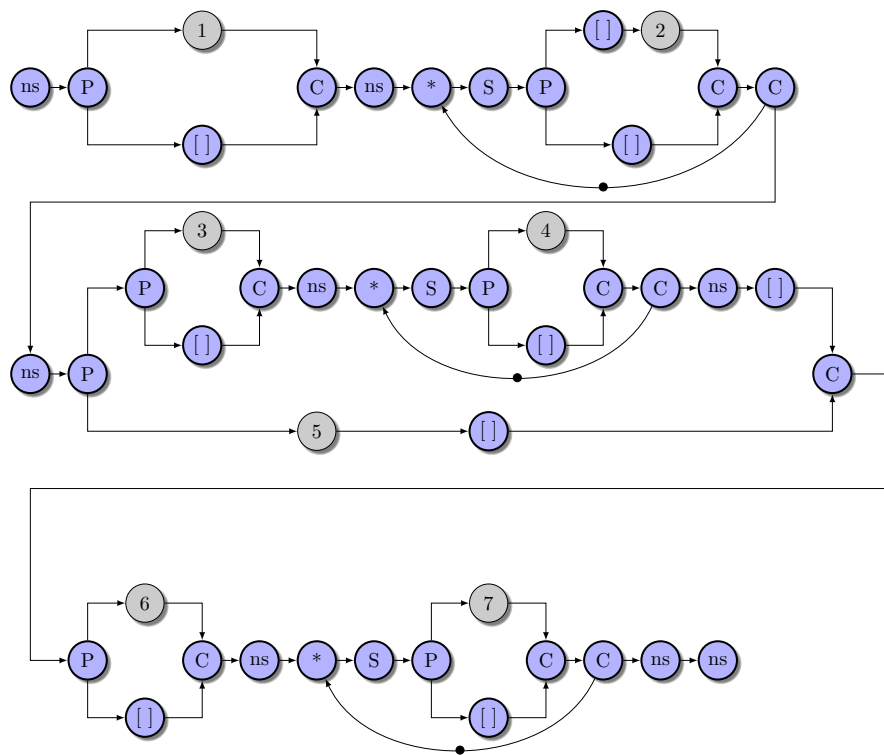 1 [ ] 2
ns P C ns * S P C C
[ ] [ ]
3 4
P C ns * S P C C ns [ ]
[ ] [ ]
ns P C
5 [ ]
6 7
P C ns * S P C C ns ns
[ ] [ ]